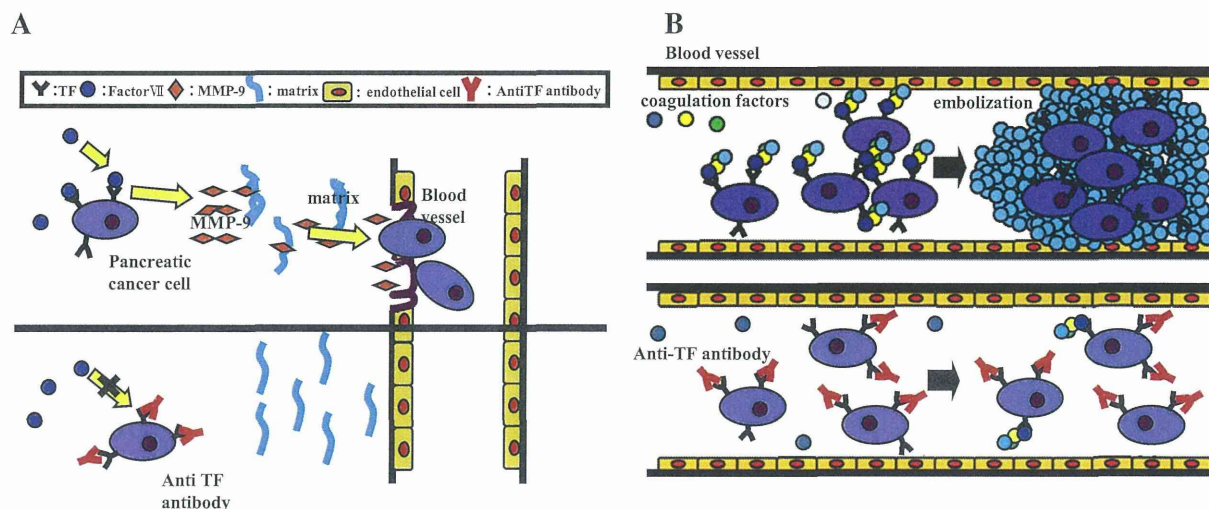 A
:TF :Factor Ⅶ : MMP-9 : matrix : endothelial cell : AntiTF antibody
MMP-9
matrix
Blood
vessel
Pancreatic
cancer cell
Anti TF
antibody
B
Blood vessel
coagulation factors
embolization
Anti-TF antibody